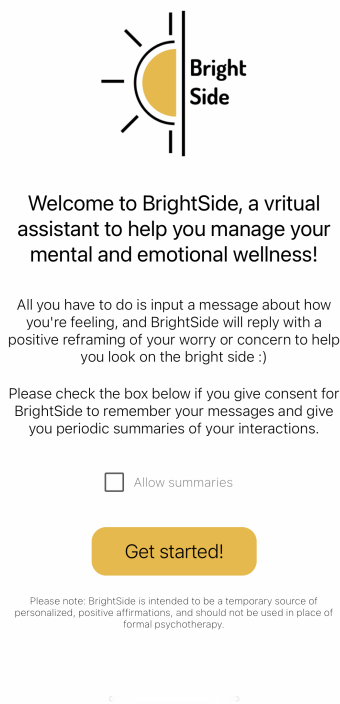 Bright
Side
Welcome to BrightSide, a vritual
assistant to help you manage your
mental and emotional wellness!
All you have to do is input a message about how
you're feeling, and BrightSide will reply with a
positive reframing of your worry or concern to help
you look on the bright side :)
Please check the box below if you give consent for
BrightSide to remember your messages and give
you periodic summaries of your interactions.
Allow summaries
Get started!
Please note: BrightSide is intended to be a temporary source of
personalized, positive affirmations, and should not be used in place of
formal psychotherapy.